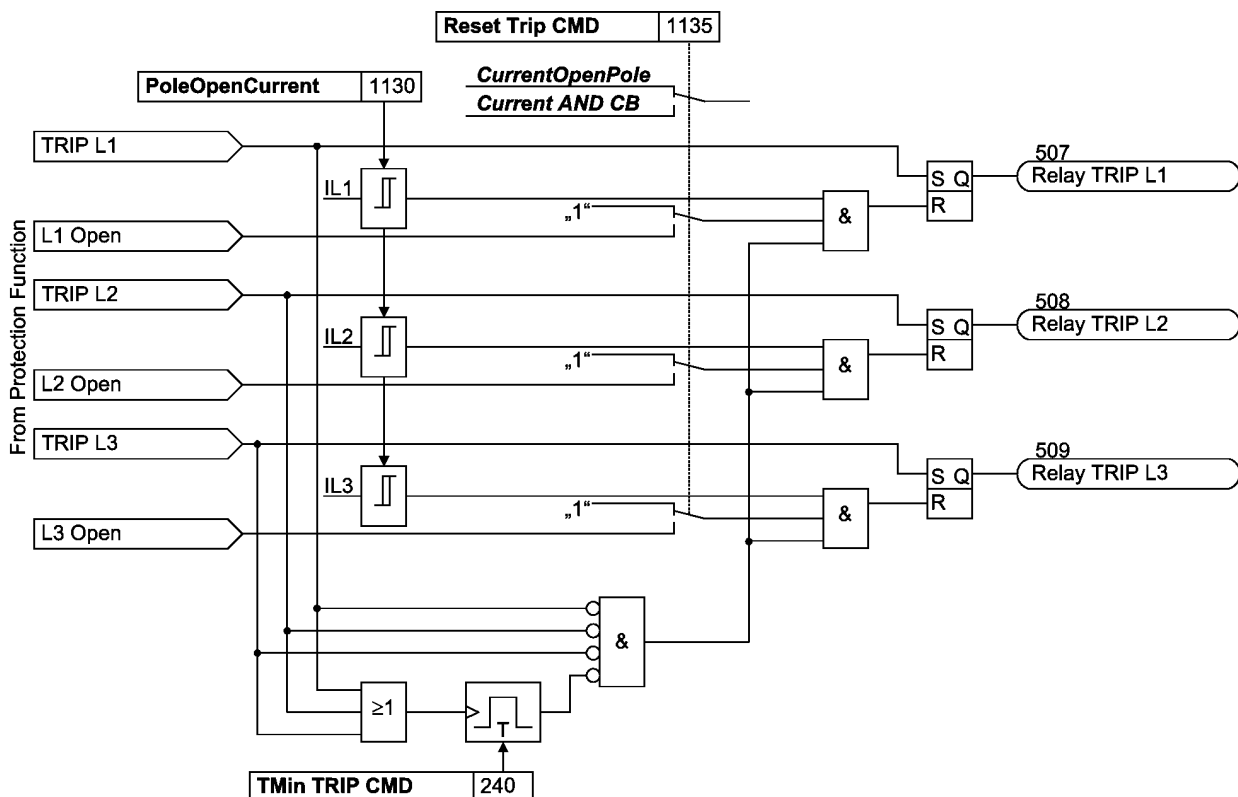 Reset Trip CMD 1135
PoleOpenCurrent 1130
CurrentOpenPole
Current AND CB
From Protection Function
TRIP L1
IL1
„1“
&
S Q
R
507
Relay TRIP L1
L1 Open
TRIP L2
IL2
„1“
&
S Q
R
508
Relay TRIP L2
L2 Open
TRIP L3
IL3
„1“
&
S Q
R
509
Relay TRIP L3
L3 Open
&
≥1
T
TMin TRIP CMD 240